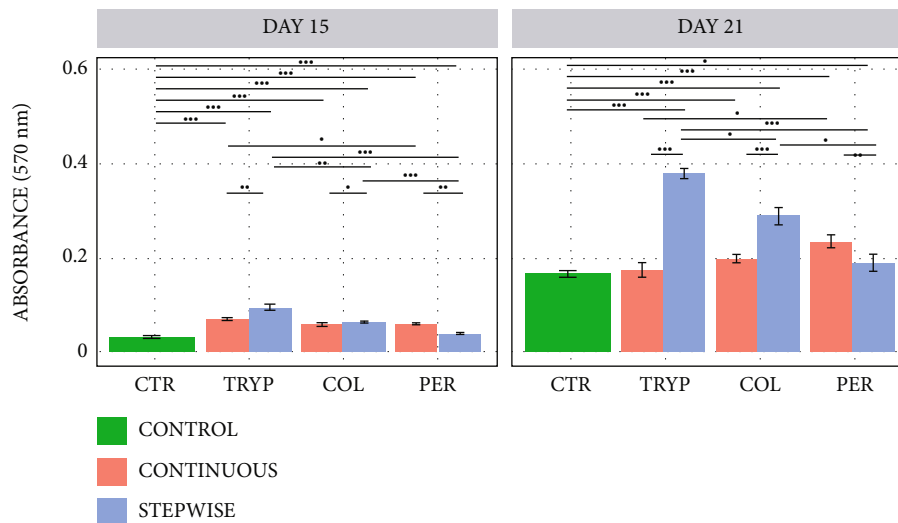 DAY 15
DAY 21
ABSORBANCE (570 nm)
0.6
0.4
0.2
0
CTR TRYP COL PER
CTR TRYP COL PER
CONTROL
CONTINUOUS
STEPWISE